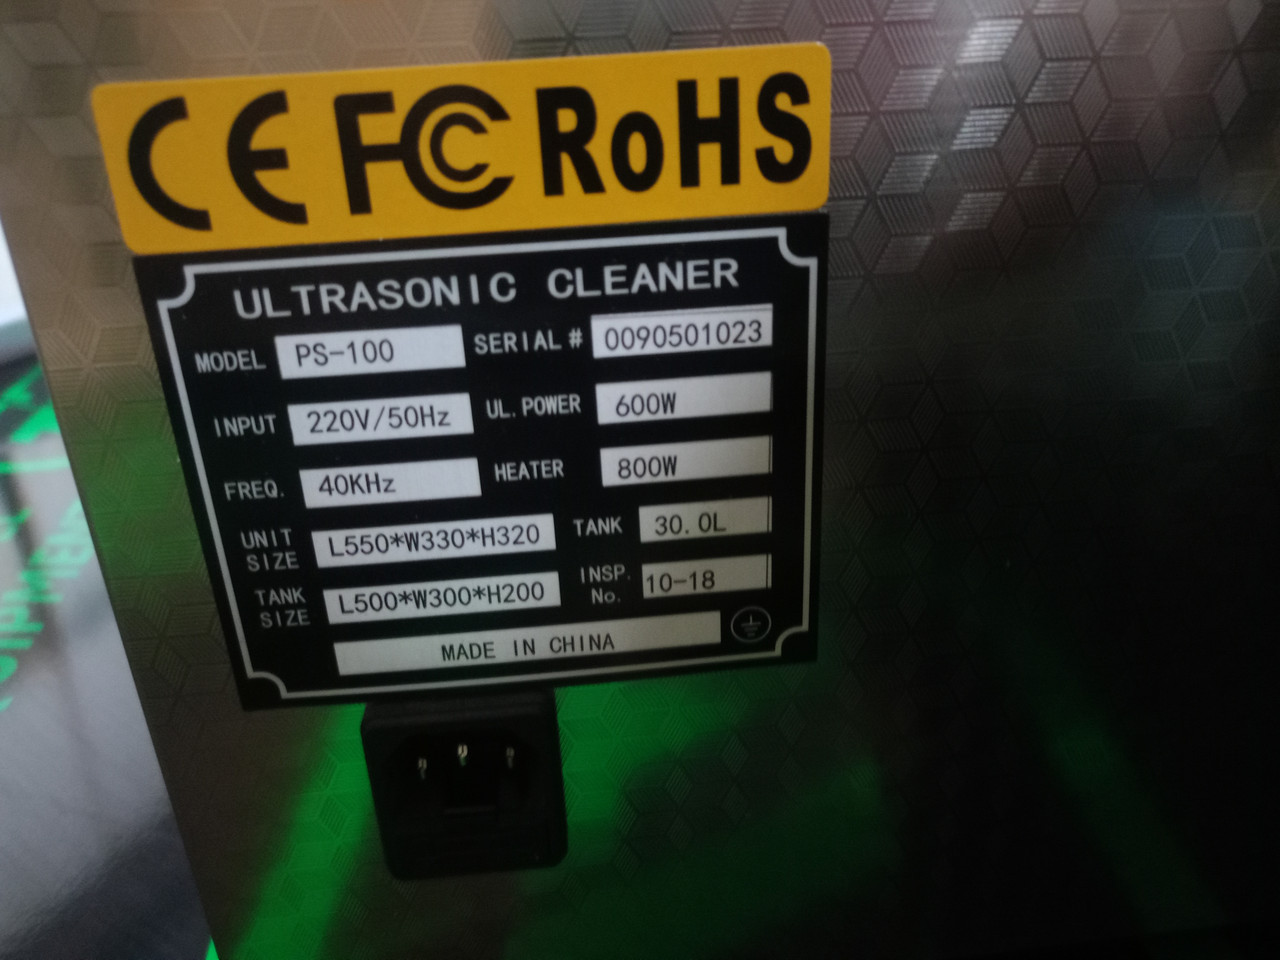 CE FC RoHS
ULTRASONIC CLEANER
MODEL PS-100 SERIAL # 0090501023
INPUT 220V/50Hz UL.POWER 600W
FREQ. 40KHz HEATER 800W
UNIT SIZE L550*W330*H320 TANK 30.0L
TANK SIZE L500*W300*H200 INSP. No. 10-18
MADE IN CHINA